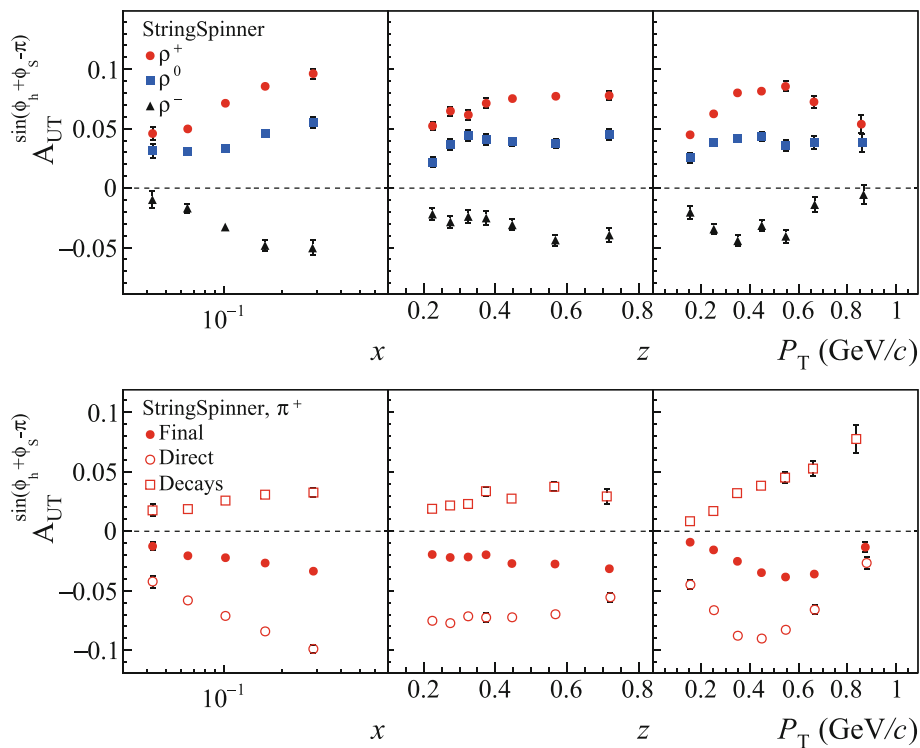 StringSpinner
ρ+
ρ0
ρ−
A_UT^sin(ϕ_h+ϕ_S-π)
0.1
0.05
0
−0.05
10−1
0.2 0.4 0.6 0.8
0.2 0.4 0.6 0.8 1
x
z
P_T (GeV/c)
StringSpinner, π+
Final
Direct
Decays
A_UT^sin(ϕ_h+ϕ_S-π)
0.1
0.05
0
−0.05
−0.1
10−1
0.2 0.4 0.6 0.8
0.2 0.4 0.6 0.8 1
x
z
P_T (GeV/c)